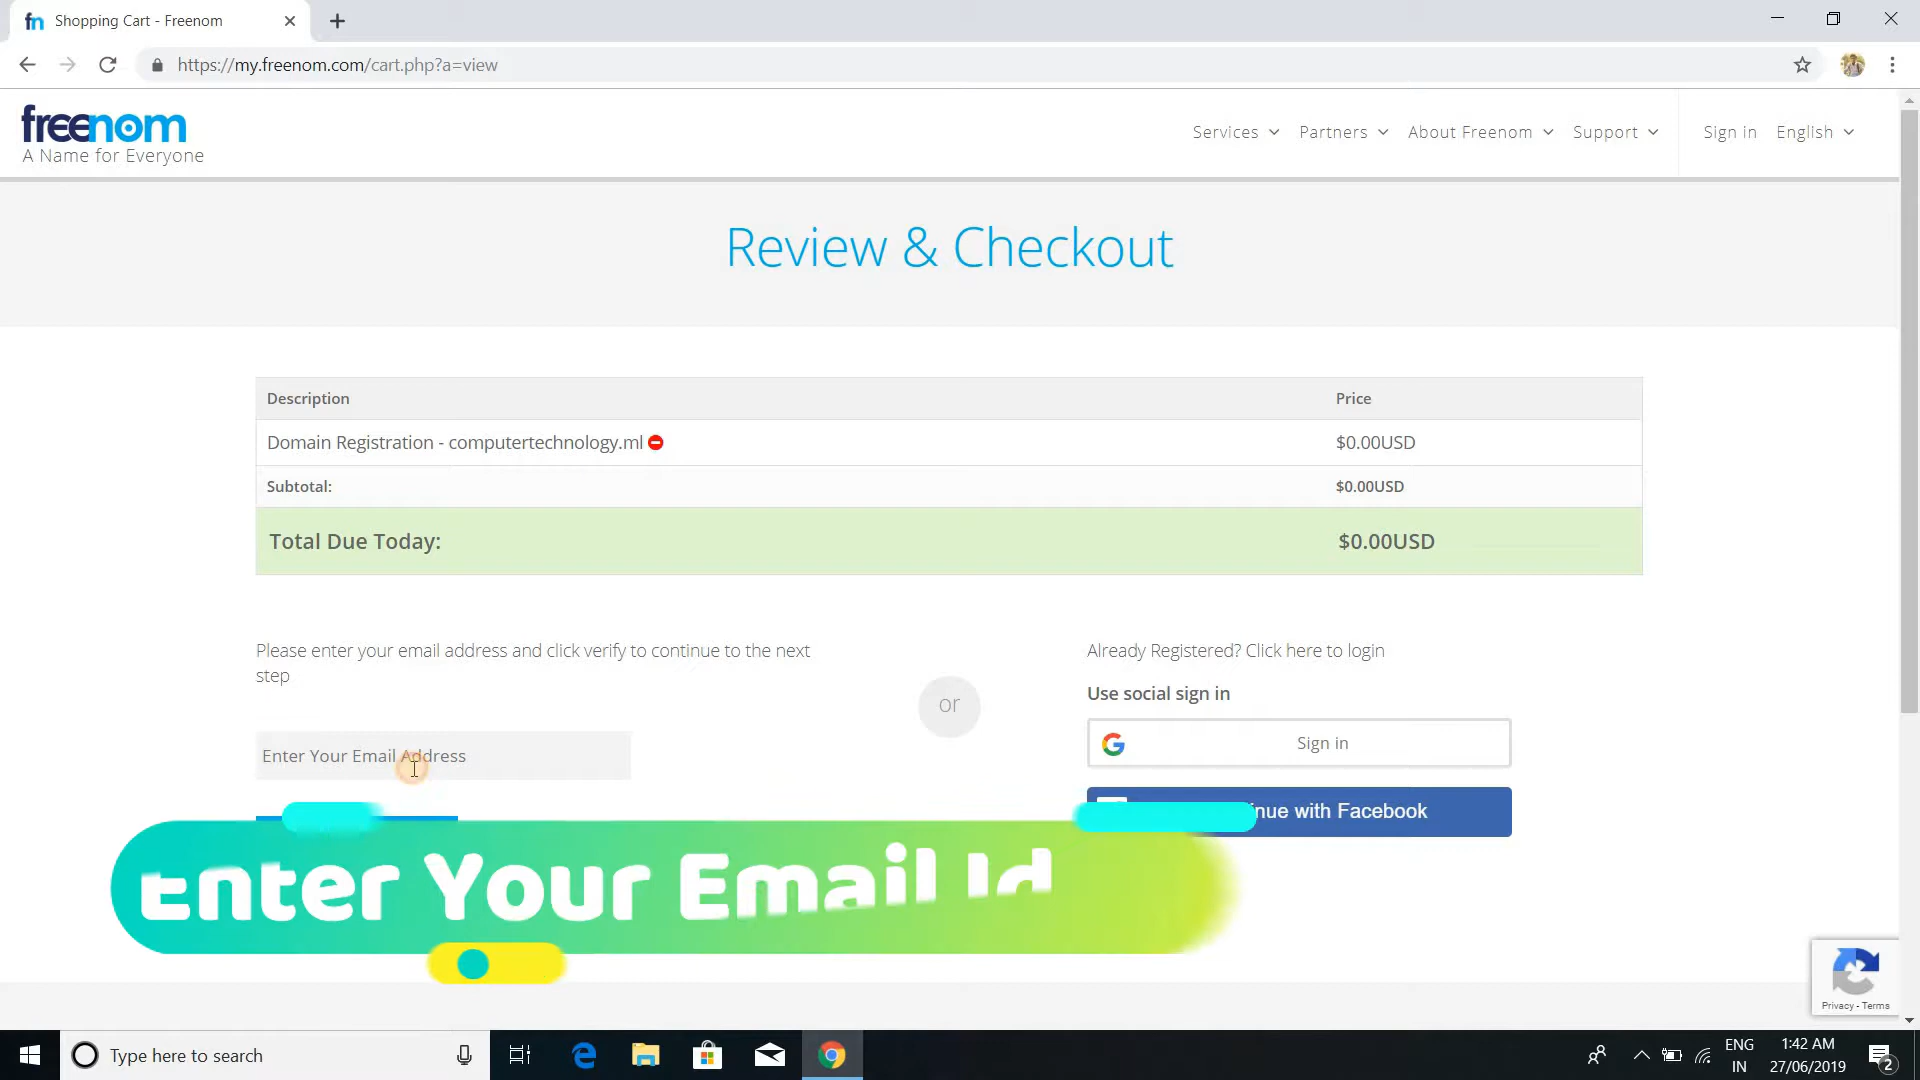 Shopping Cart - Freenom
https://my.freenom.com/cart.php?a=view
freenom
A Name for Everyone
Services Partners About Freenom Support Sign in English
Review & Checkout
Description Price
Domain Registration - computertechnology.ml $0.00USD
Subtotal: $0.00USD
Total Due Today: $0.00USD
Please enter your email address and click verify to continue to the next
step
or
Already Registered? Click here to login
Use social sign in
Sign in
Enter Your Email Address
with Facebook
Enter Your Email Id
Privacy - Terms
Type here to search
ENG
IN
1:42 AM
27/06/2019
2